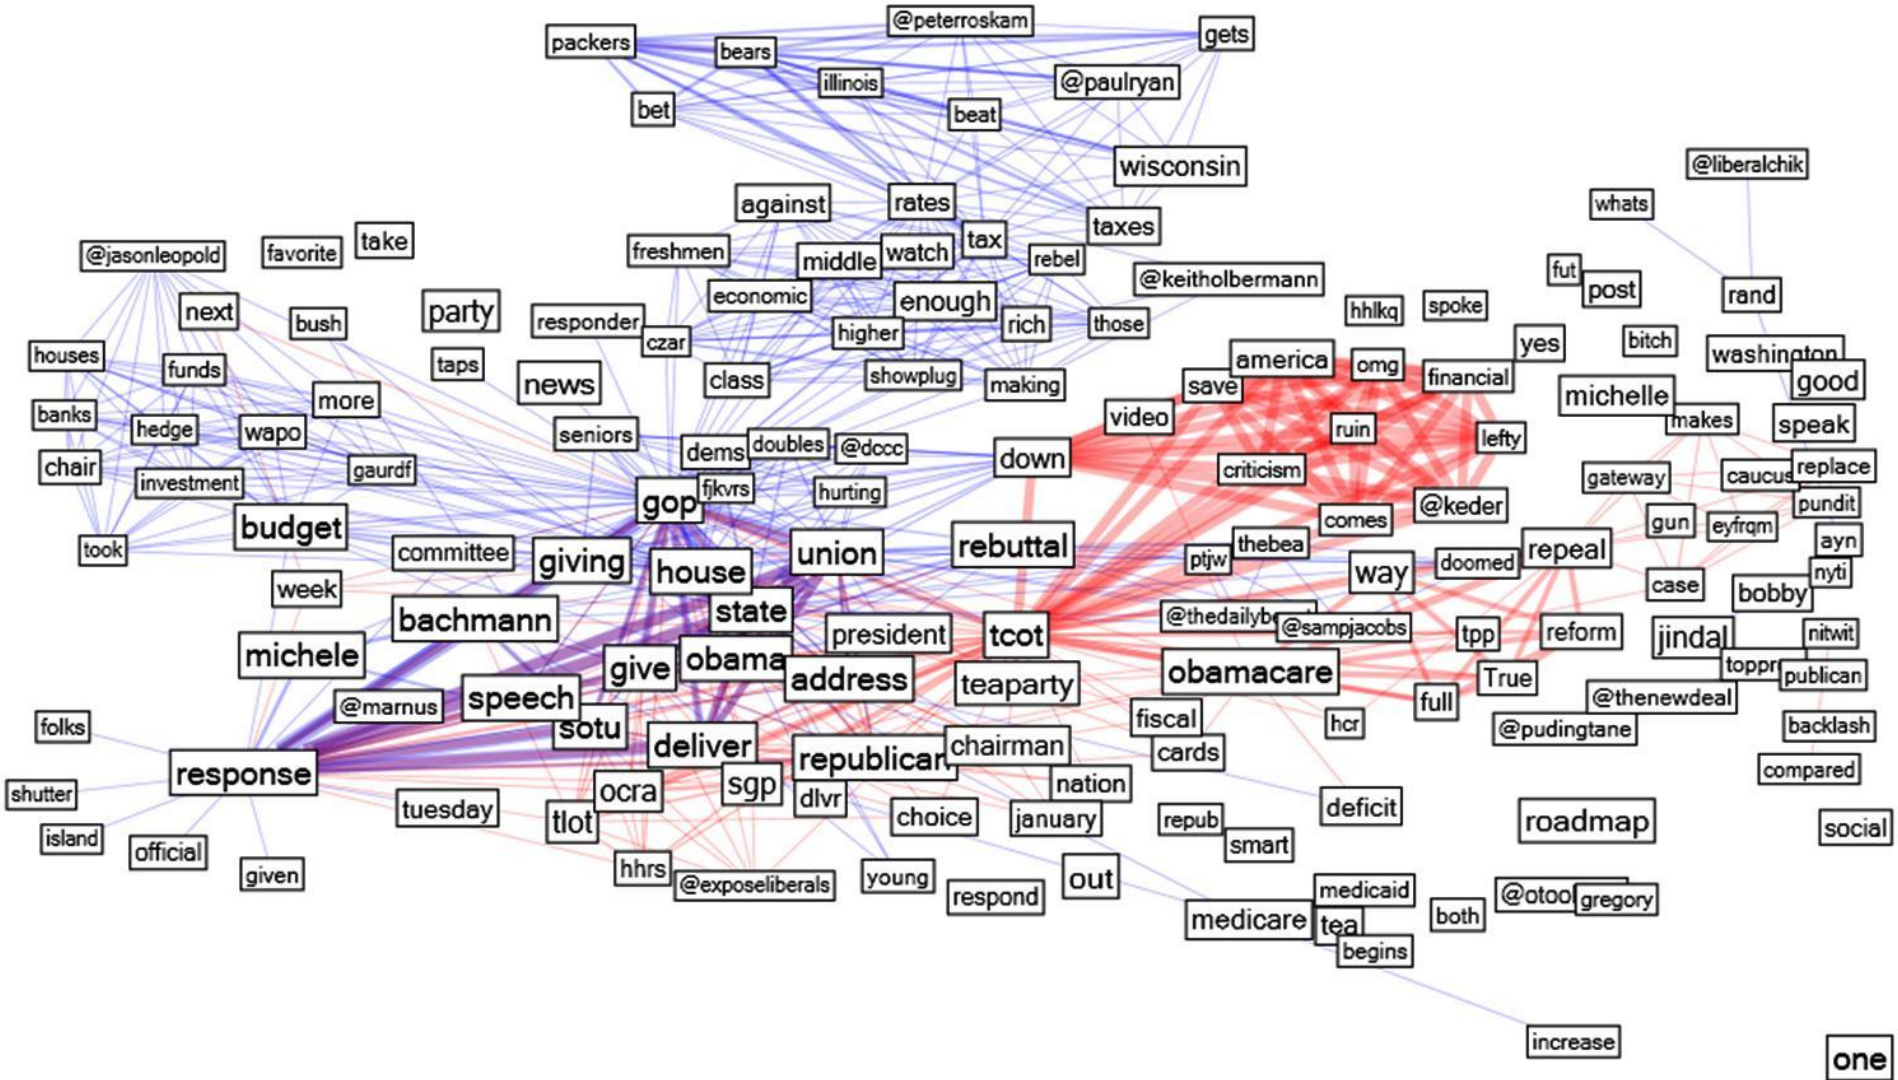 @peterroskam
packers
bears
gets
illinois
@paulryan
bet
beat
wisconsin
@liberalchik
against
rates
whats
taxes
@jasonleopold
favorite
take
freshmen
middle
watch
tax
rebel
@keitholbermann
fut
post
rand
next
bush
party
responder
economic
enough
hhlkq
spoke
czar
higher
rich
those
yes
bitch
houses
funds
taps
news
class
showplug
making
save
america
omg
financial
washington
good
banks
more
michelle
makes
video
hedge
wapo
seniors
dems
doubles
@dccc
down
ruin
lefty
speak
chair
investment
gaurdf
gop
fjkvrs
hurting
criticism
gateway
caucus
replace
@keder
pundit
budget
comes
gun
eyfrqm
took
committee
giving
house
union
rebuttal
ptjw
thebea
way
doomed
repeal
ayn
week
case
bobby
nyti
bachmann
state
president
tcot
@sampjacobs
tpp
reform
jindal
nitwit
michele
give
obama
address
teaparty
obamacare
True
publican
@marnus
speech
sotu
fiscal
full
@thenewdeal
folks
hcr
@pudingtane
backlash
response
deliver
republican
chairman
cards
compared
shutter
tuesday
ocra
sgp
dlvr
nation
tlot
choice
january
repub
deficit
roadmap
social
island
official
smart
given
hhrs
@exposeliberals
young
respond
out
medicaid
both
gregory
medicare
tea
begins
increase
one